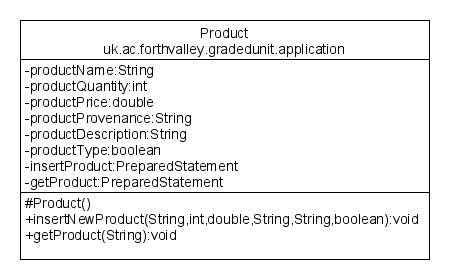 Product
uk.ac.forthvalley.gradedunit.application
-productName:String
-productQuantity:int
-productPrice:double
-productProvenance:String
-productDescription:String
-productType:boolean
-insertProduct:PreparedStatement
-getProduct:PreparedStatement
#Product()
+insertNewProduct(String,int,double,String,String,boolean):void
+getProduct(String):void